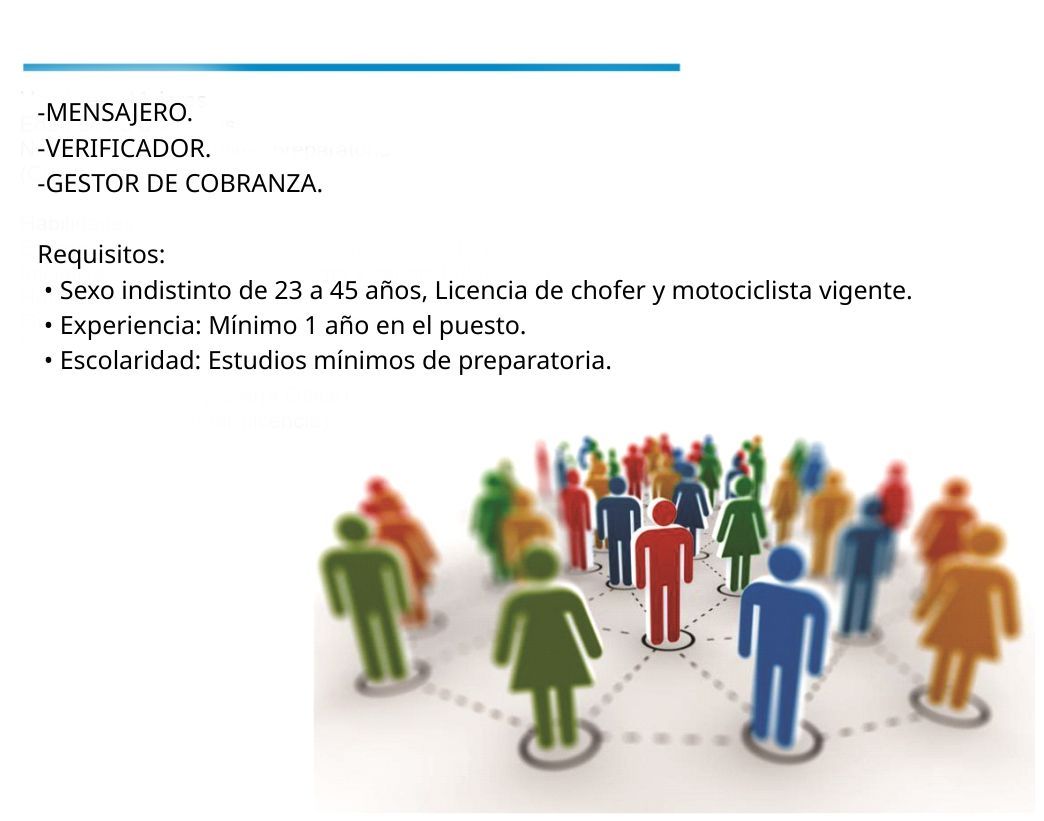 -MENSAJERO.
-VERIFICADOR.
-GESTOR DE COBRANZA.
Requisitos:
• Sexo indistinto de 23 a 45 años, Licencia de chofer y motociclista vigente.
• Experiencia: Mínimo 1 año en el puesto.
• Escolaridad: Estudios mínimos de preparatoria.